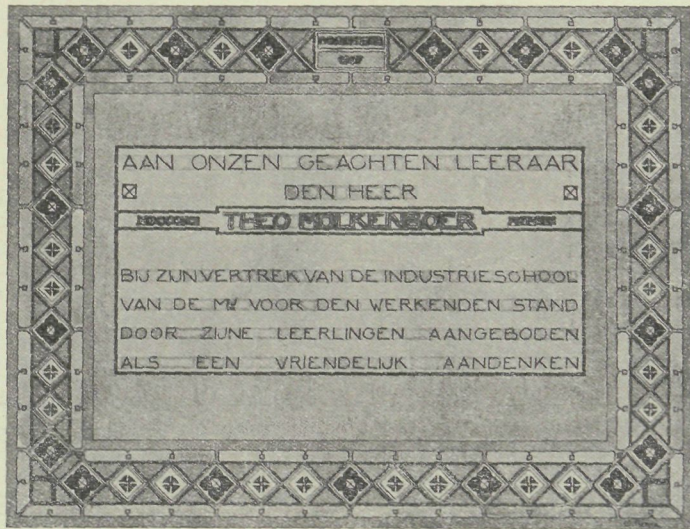 AAN ONZEN GEACHTEN LEERAAR
DEN HEER
THEO MOLKENBOER
BIJ ZIJN VERTREK VAN DE INDUSTRIESCHOOL
VAN DE Mij VOOR DEN WERKENDEN STAND
DOOR ZIJNE LEERLINGEN AANGEBODEN
ALS EEN VRIENDELIJK AANDENKEN